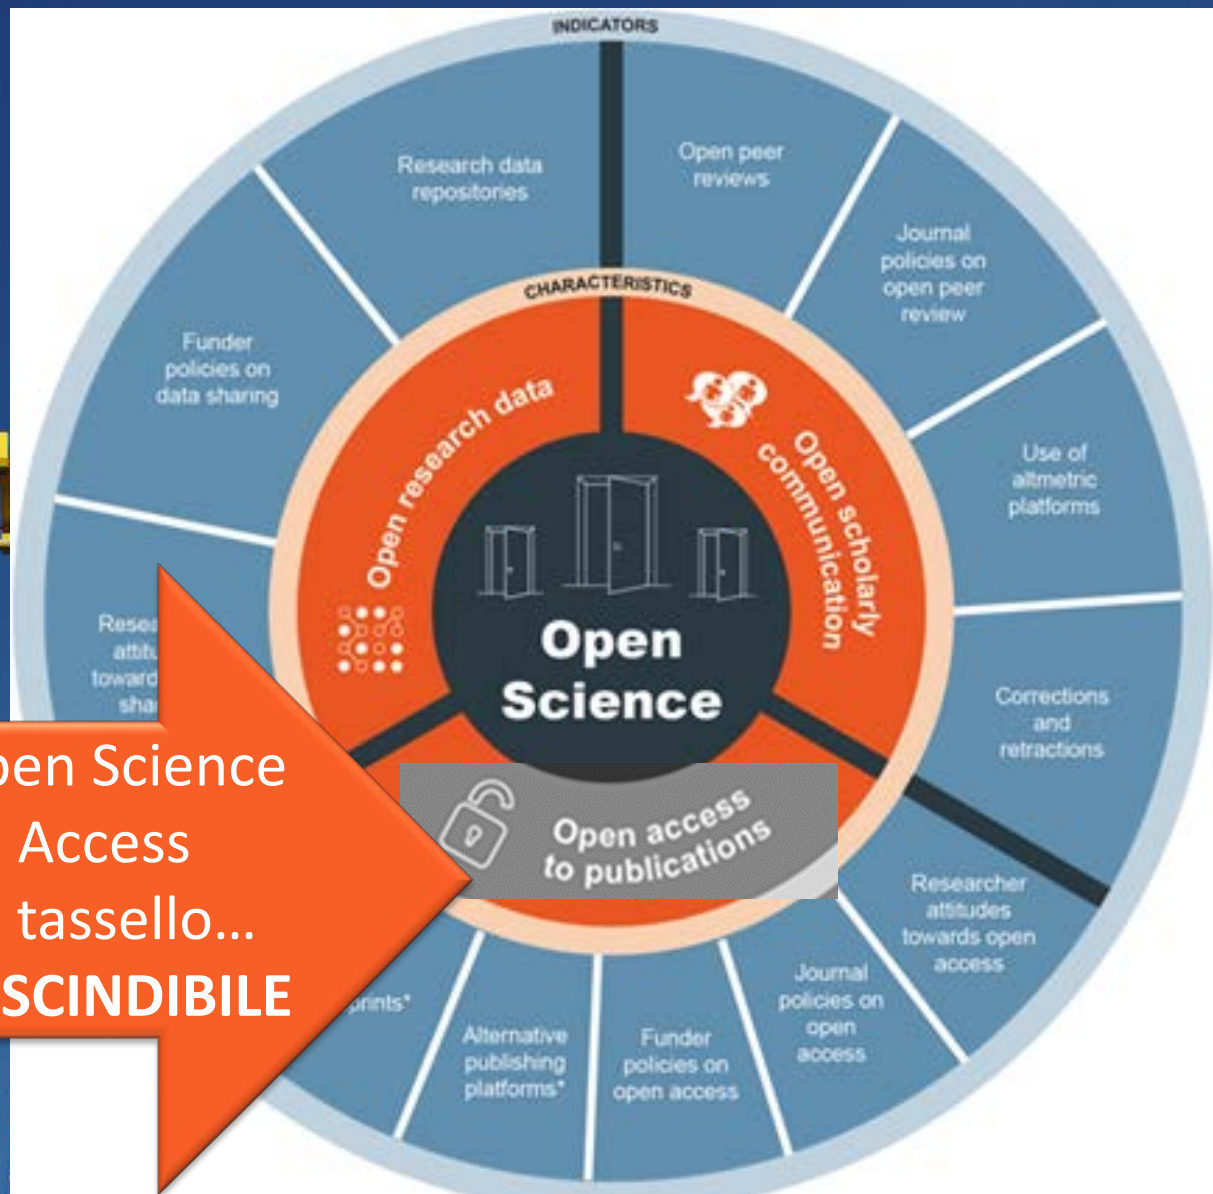 INDICATORS
Research data
repositories
Open peer
reviews
Journal
policies on
open peer
review
Funder
policies on
data sharing
Use of
altmetric
platforms
CHARACTERISTICS
Open research data
Open scholarly
communication
Open
Science
Corrections
and
retractions
Open access
to publications
Researcher
attitudes
towards open
access
Journal
policies on
open
access
Funder
policies on
open access
Alternative
publishing
platforms*
Science
Access
tassello...